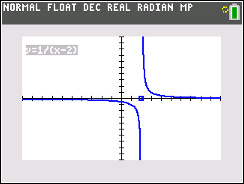 NORMAL FLOAT DEC REAL RADIAN MP
y=1/(x-2)